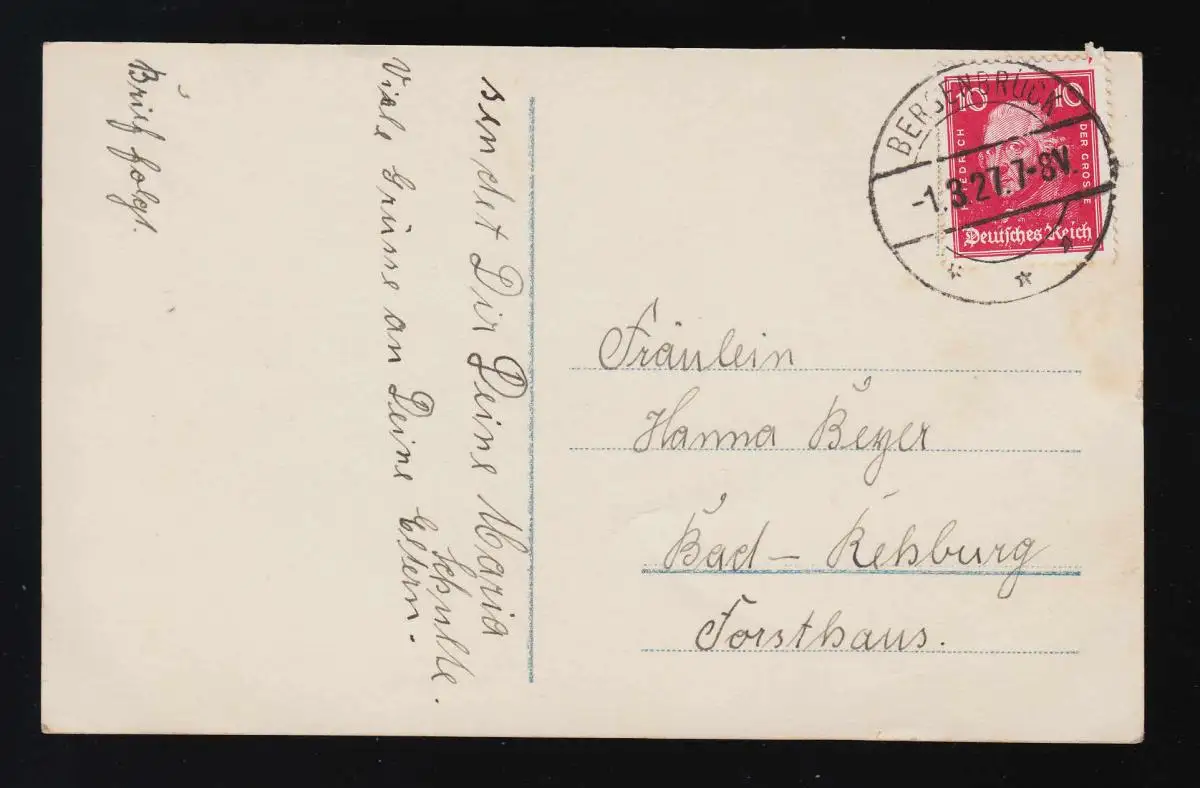 sendet Dir Deine Maria
Schulte.
Viele Grüsse an Deine Eltern.
Brief folgt.
BERSENBRÜCK
-1.3.27.7-8V.
10 10
FRIEDRICH DER GROSSE
Deutsches Reich
Fräulein
Hanna Beyer
Bad - Rehburg
Forsthaus.